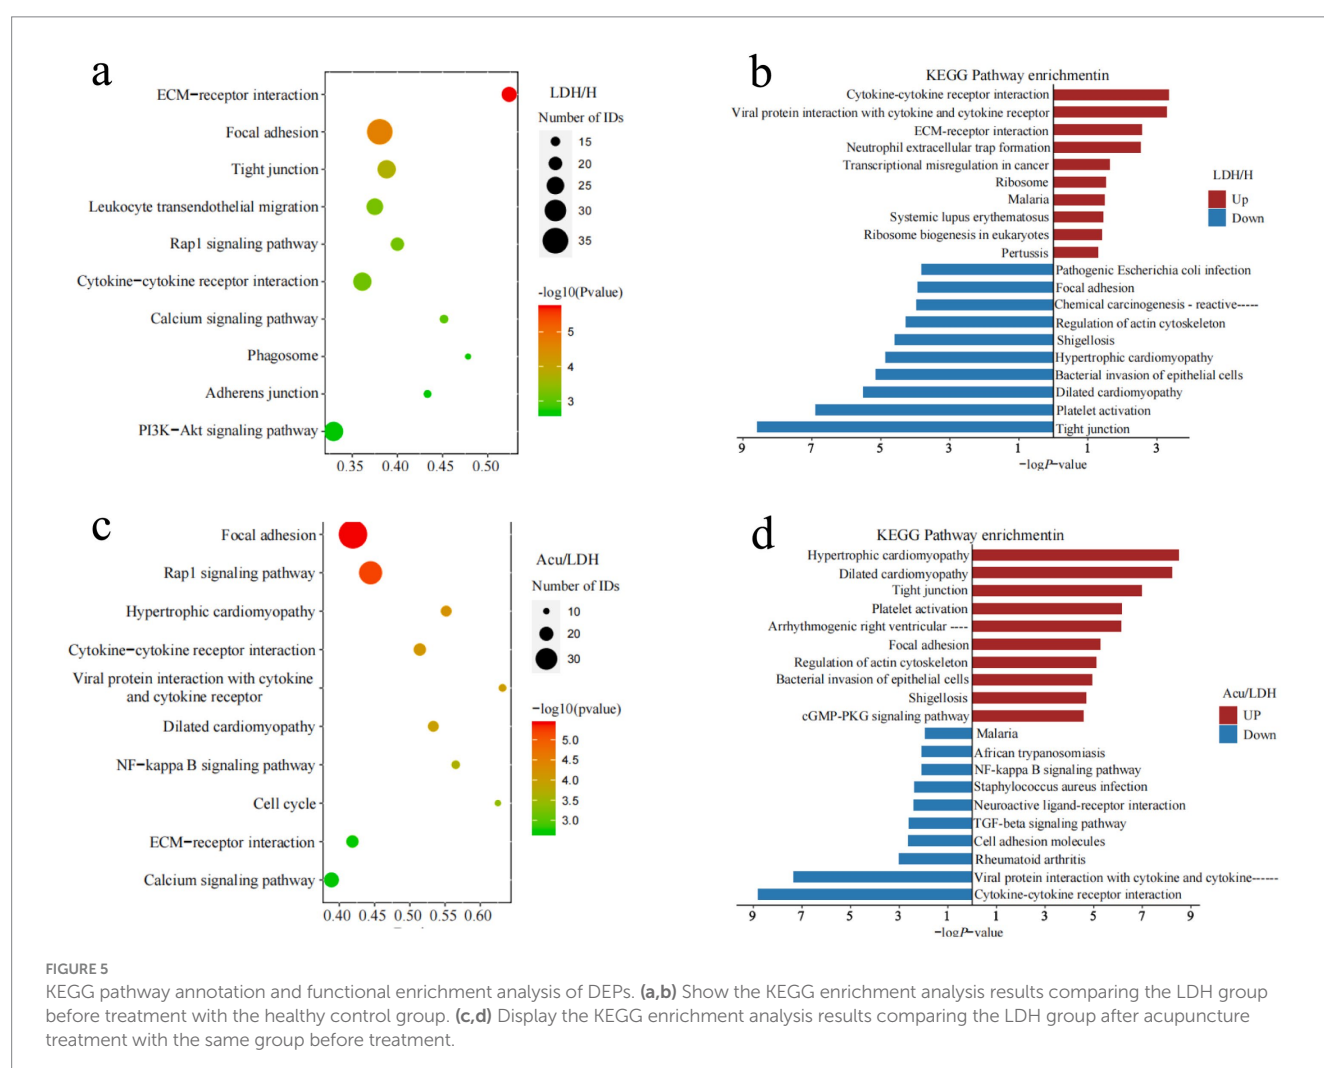 a
ECM−receptor interaction
Focal adhesion
Tight junction
Leukocyte transendothelial migration
Rap1 signaling pathway
Cytokine−cytokine receptor interaction
Calcium signaling pathway
Phagosome
Adherens junction
PI3K−Akt signaling pathway
0.35 0.40 0.45 0.50
LDH/H
Number of IDs
15
20
25
30
35
-log10(Pvalue)
5
4
3
b
KEGG Pathway enrichmentin
Cytokine-cytokine receptor interaction
Viral protein interaction with cytokine and cytokine receptor
ECM-receptor interaction
Neutrophil extracellular trap formation
Transcriptional misregulation in cancer
Ribosome
Malaria
Systemic lupus erythematosus
Ribosome biogenesis in eukaryotes
Pertussis
Pathogenic Escherichia coli infection
Focal adhesion
Chemical carcinogenesis - reactive-----
Regulation of actin cytoskeleton
Shigellosis
Hypertrophic cardiomyopathy
Bacterial invasion of epithelial cells
Dilated cardiomyopathy
Platelet activation
Tight junction
9 7 5 3 1 1 3
−logP−value
LDH/H
Up
Down
c
Focal adhesion
Rap1 signaling pathway
Hypertrophic cardiomyopathy
Cytokine−cytokine receptor interaction
Viral protein interaction with cytokine
and cytokine receptor
Dilated cardiomyopathy
NF−kappa B signaling pathway
Cell cycle
ECM−receptor interaction
Calcium signaling pathway
0.40 0.45 0.50 0.55 0.60
Acu/LDH
Number of IDs
10
20
30
−log10(pvalue)
5.0
4.5
4.0
3.5
3.0
d
KEGG Pathway enrichmentin
Hypertrophic cardiomyopathy
Dilated cardiomyopathy
Tight junction
Platelet activation
Arrhythmogenic right ventricular ----
Focal adhesion
Regulation of actin cytoskeleton
Bacterial invasion of epithelial cells
Shigellosis
cGMP-PKG signaling pathway
Malaria
African trypanosomiasis
NF-kappa B signaling pathway
Staphylococcus aureus infection
Neuroactive ligand-receptor interaction
TGF-beta signaling pathway
Cell adhesion molecules
Rheumatoid arthritis
Viral protein interaction with cytokine and cytokine------
Cytokine-cytokine receptor interaction
9 7 5 3 1 1 3 5 7 9
−logP−value
Acu/LDH
UP
Down
FIGURE 5
KEGG pathway annotation and functional enrichment analysis of DEPs. (a,b) Show the KEGG enrichment analysis results comparing the LDH group
before treatment with the healthy control group. (c,d) Display the KEGG enrichment analysis results comparing the LDH group after acupuncture
treatment with the same group before treatment.